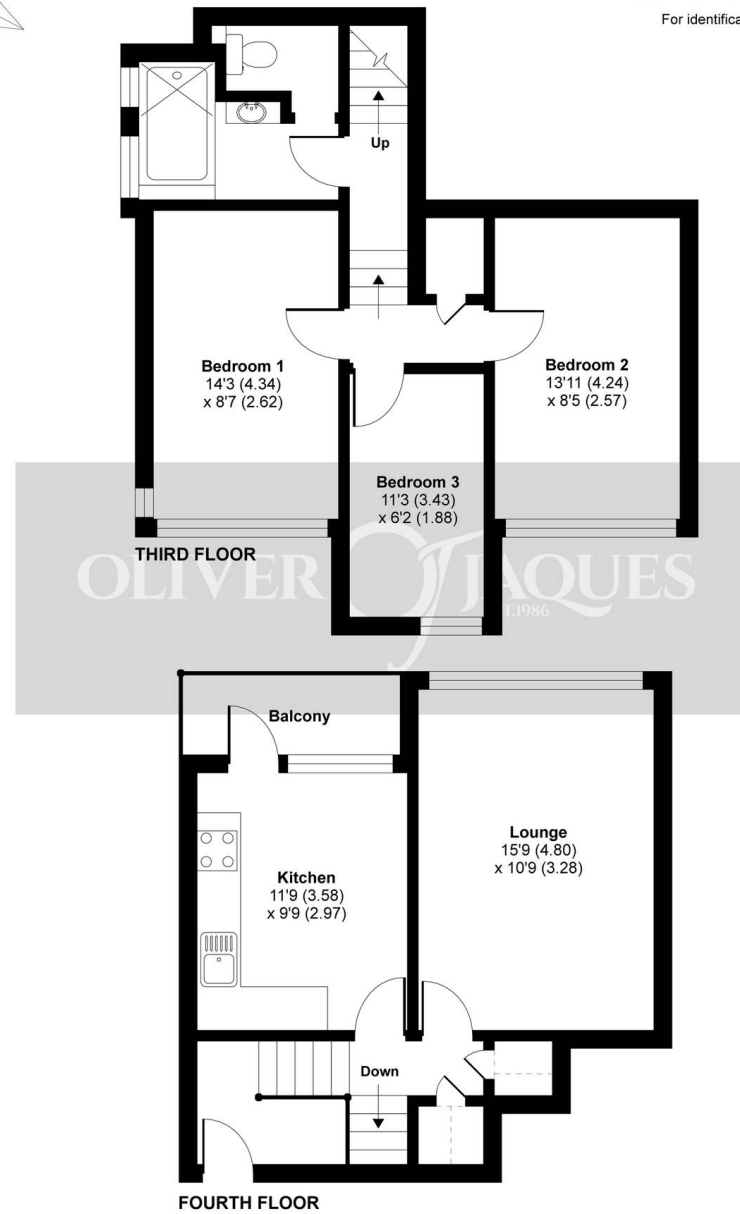 For identifica
Up
Bedroom 1
14'3 (4.34)
x 8'7 (2.62)
Bedroom 2
13'11 (4.24)
x 8'5 (2.57)
Bedroom 3
11'3 (3.43)
x 6'2 (1.88)
THIRD FLOOR
OLIVER JAQUES
T.1986
Balcony
Lounge
15'9 (4.80)
x 10'9 (3.28)
Kitchen
11'9 (3.58)
x 9'9 (2.97)
Down
FOURTH FLOOR